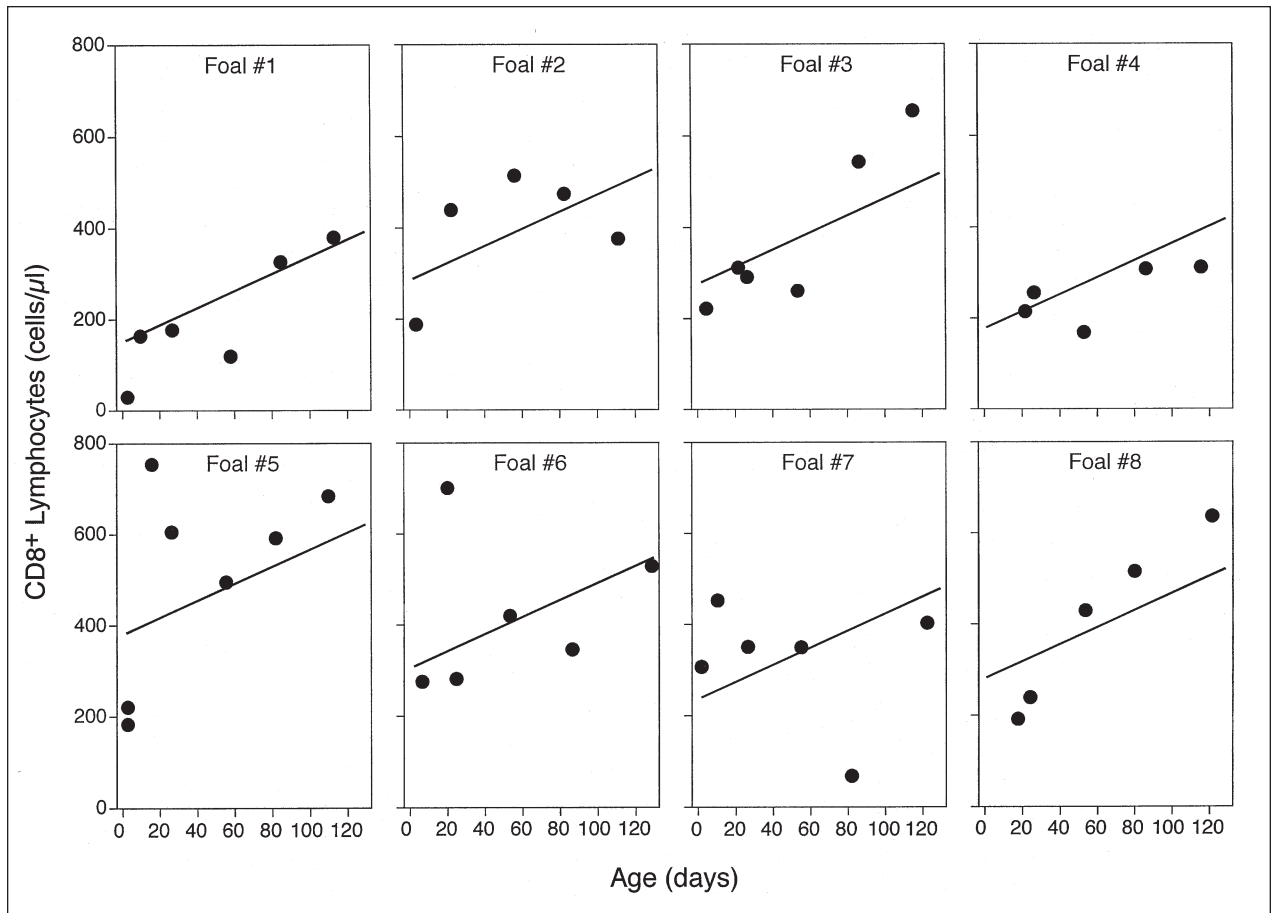 800
600
400
200
0
Foal #1
Foal #2
Foal #3
Foal #4
CD8+ Lymphocytes (cells/µl)
800
600
400
200
0
Foal #5
Foal #6
Foal #7
Foal #8
0 20 40 60 80 100 120
0 20 40 60 80 100 120
0 20 40 60 80 100 120
0 20 40 60 80 100 120
Age (days)